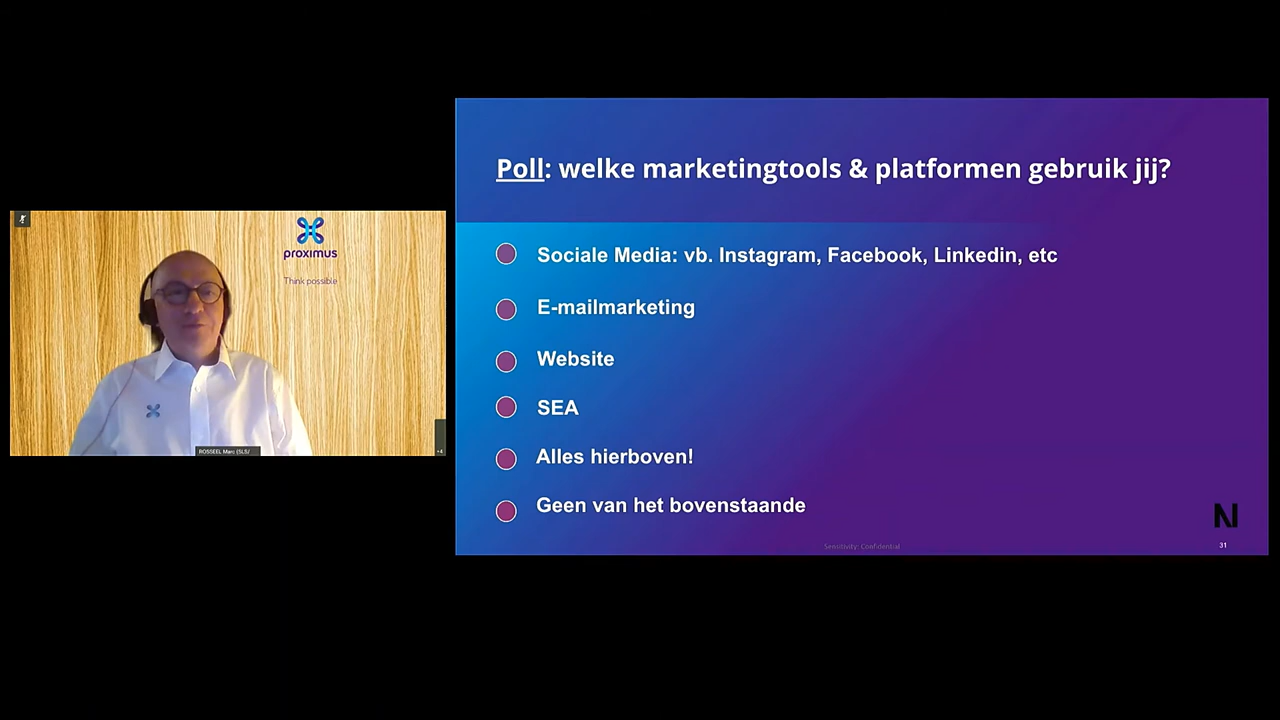 proximus
Think possible
ROSSEEL Marc (SLS/
+4
Poll: welke marketingtools & platformen gebruik jij?
Sociale Media: vb. Instagram, Facebook, Linkedin, etc
E-mailmarketing
Website
SEA
Alles hierboven!
Geen van het bovenstaande
N
Sensitivity: Confidential
31